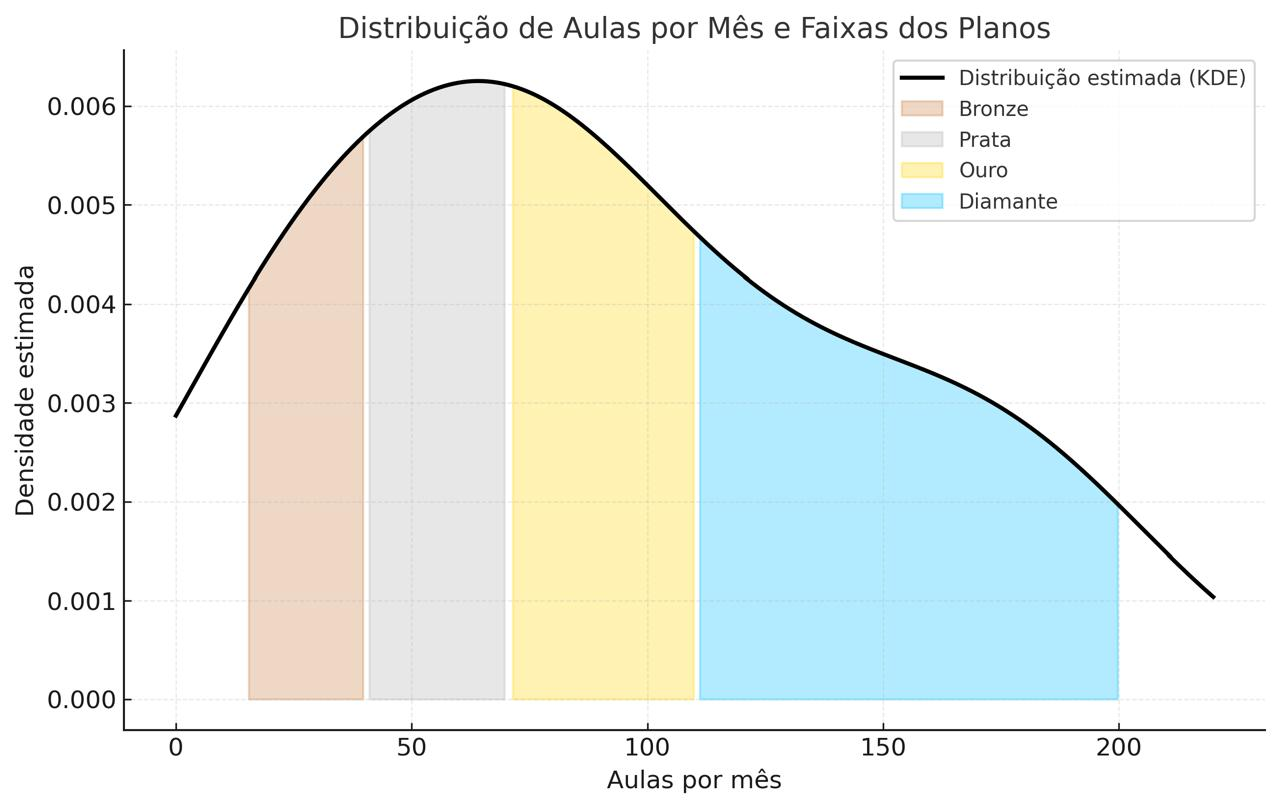 Distribuição de Aulas por Mês e Faixas dos Planos
Distribuição estimada (KDE)
Bronze
Prata
Ouro
Diamante
Densidade estimada
0.006
0.005
0.004
0.003
0.002
0.001
0.000
0 50 100 150 200
Aulas por mês